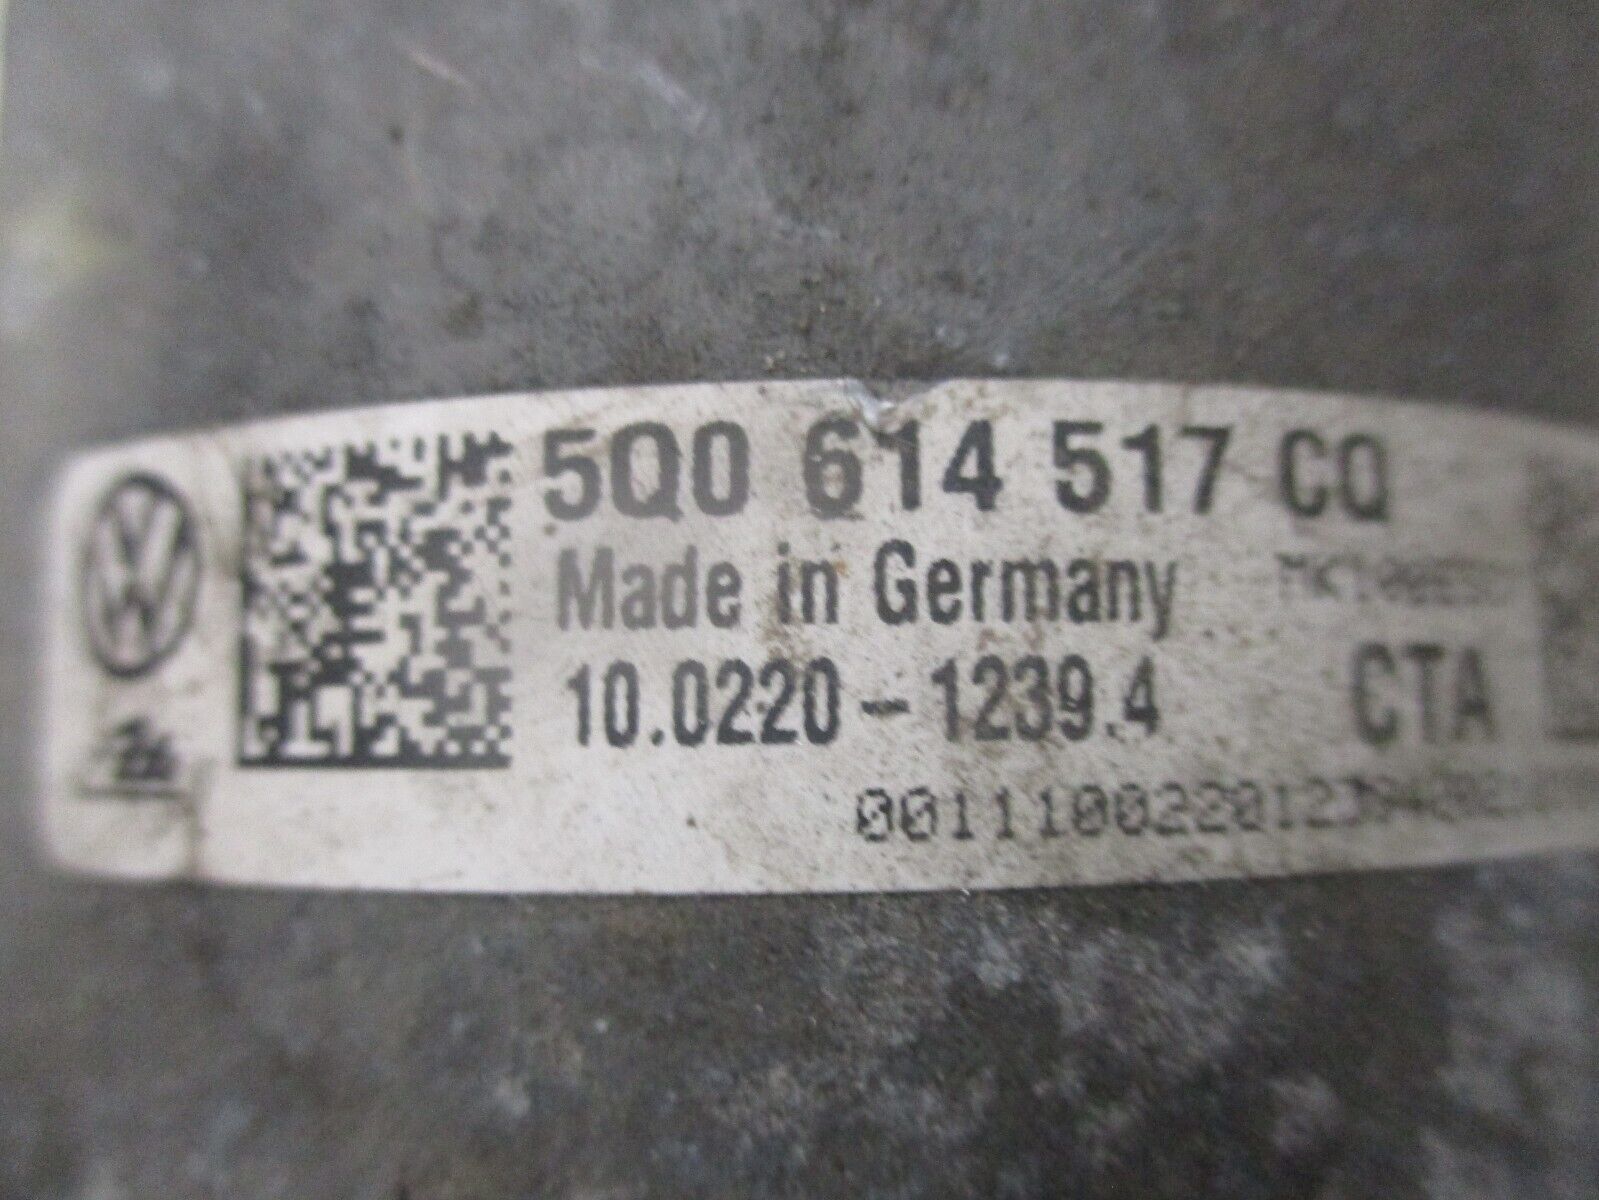 5Q0 614 517 CQ
Made in Germany
10.0220-1239.4 CTA